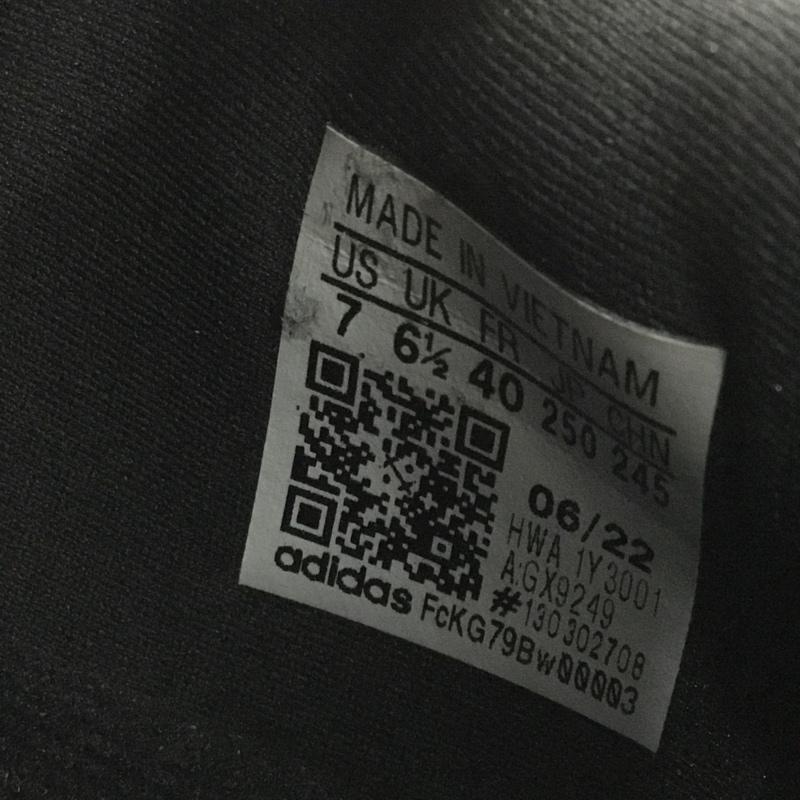 MADE IN VIETNAM
US UK FR JP CHN
7 6½ 40 250 245
06/22
HWA 1Y3001
A:GX9249
#130302708
adidas FcKG79Bw00003